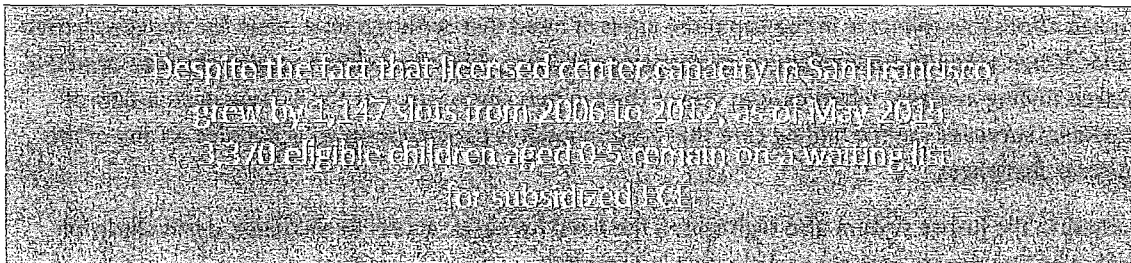 Despite the fact that licensed center capacity in San Francisco
grew by 1,147 slots from 2006 to 2012, as of May 2014
3,370 eligible children aged 0-5 remain on a waiting list
for subsidized ECE.